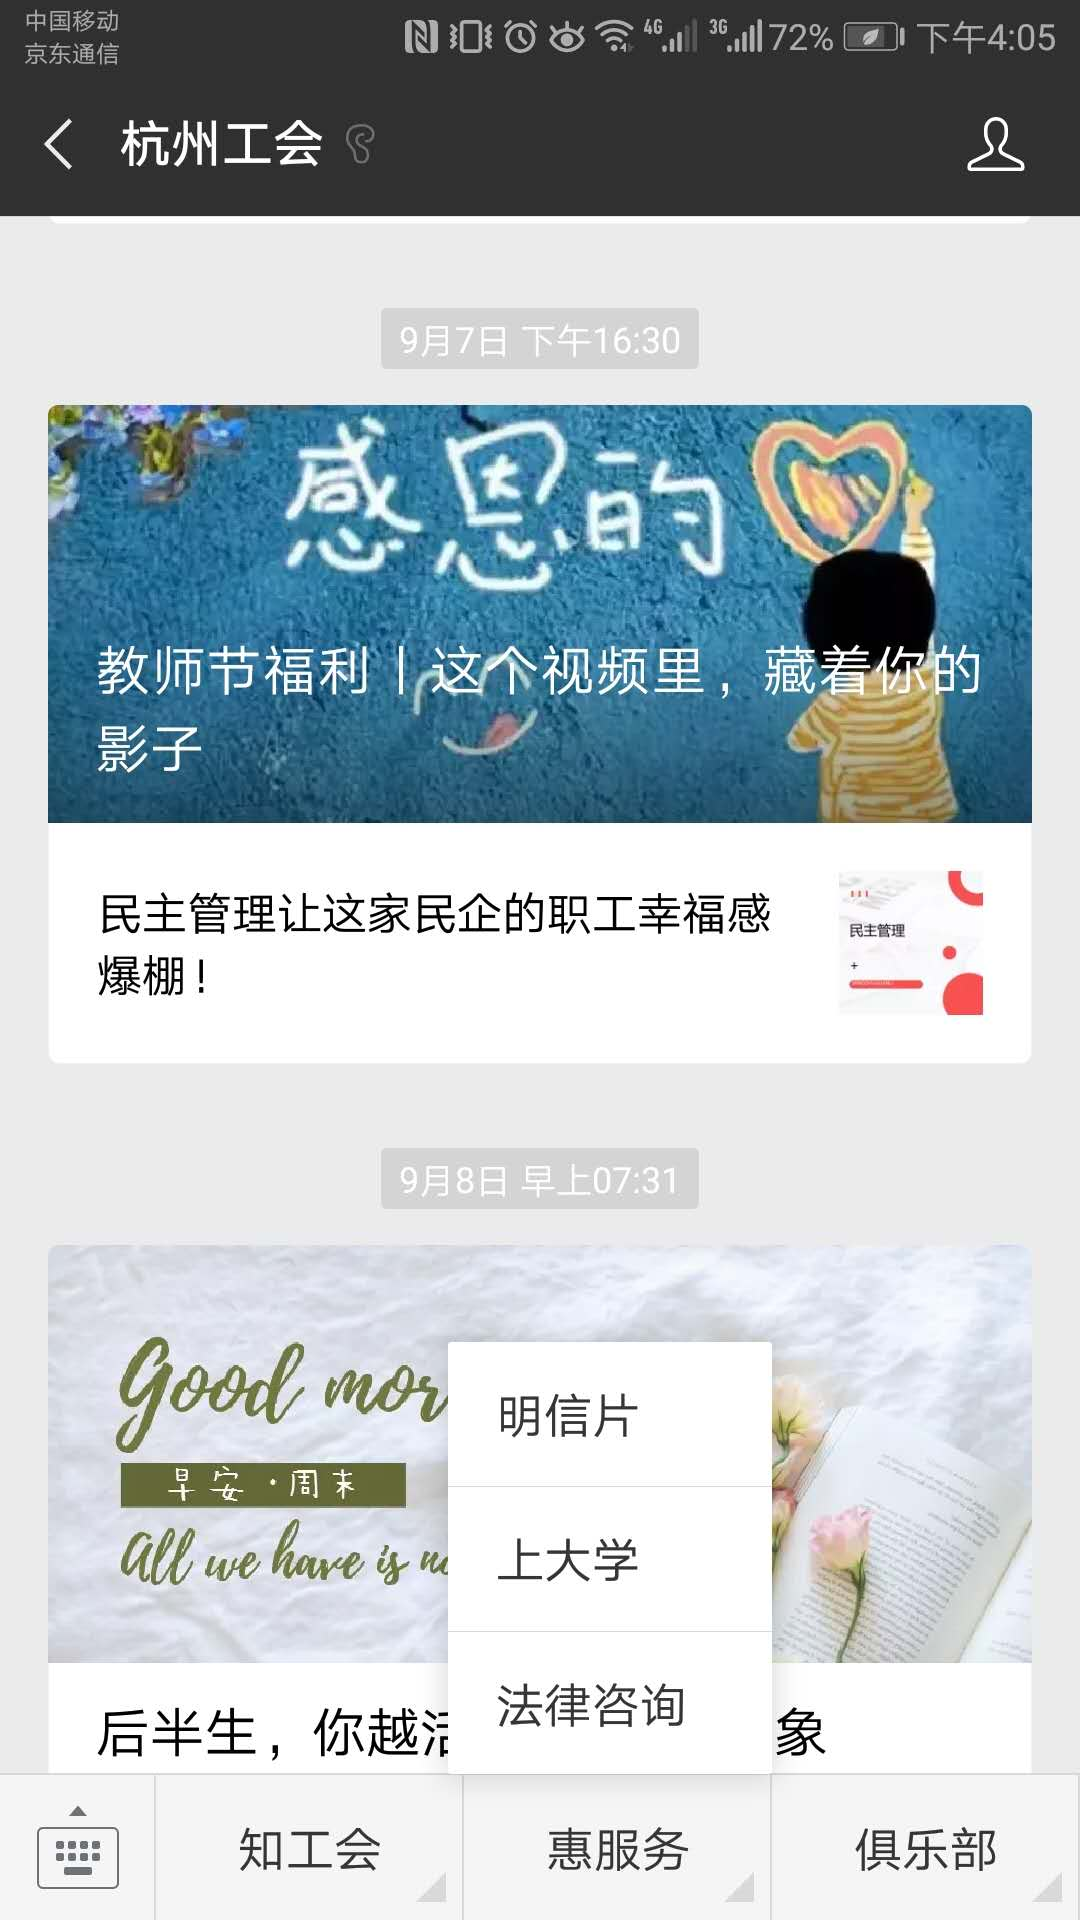 中国移动
京东通信
4G 3G 72% 下午4:05
杭州工会
9月7日 下午16:30
感恩的
教师节福利丨这个视频里，藏着你的
影子
民主管理让这家民企的职工幸福感
爆棚！
民主管理
+
9月8日 早上07:31
Good mor
早安·周末
All we have is no
明信片
上大学
法律咨询
后半生，你越活
象
知工会
惠服务
俱乐部